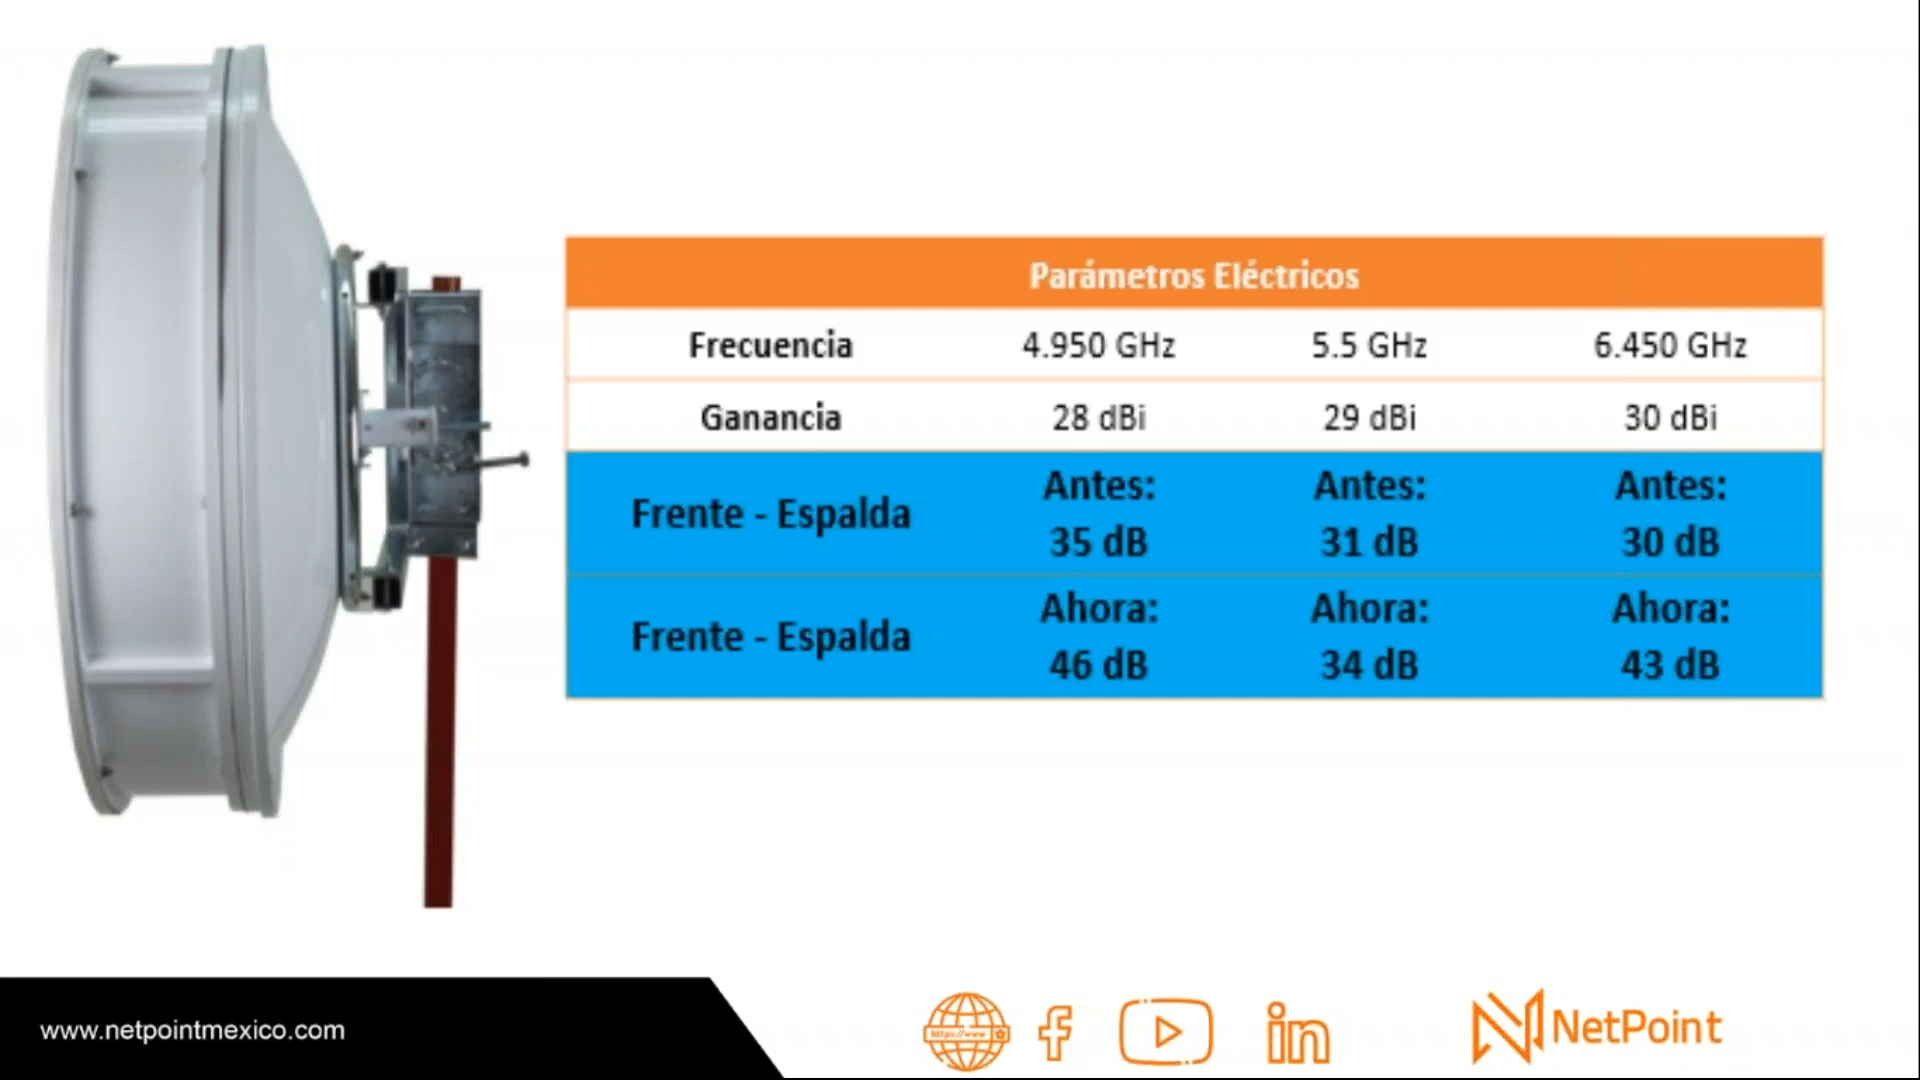 Parámetros Eléctricos
Frecuencia 4.950 GHz 5.5 GHz 6.450 GHz
Ganancia 28 dBi 29 dBi 30 dBi
Frente - Espalda Antes: 35 dB Antes: 31 dB Antes: 30 dB
Frente - Espalda Ahora: 46 dB Ahora: 34 dB Ahora: 43 dB
www.netpointmexico.com
https://www
NetPoint